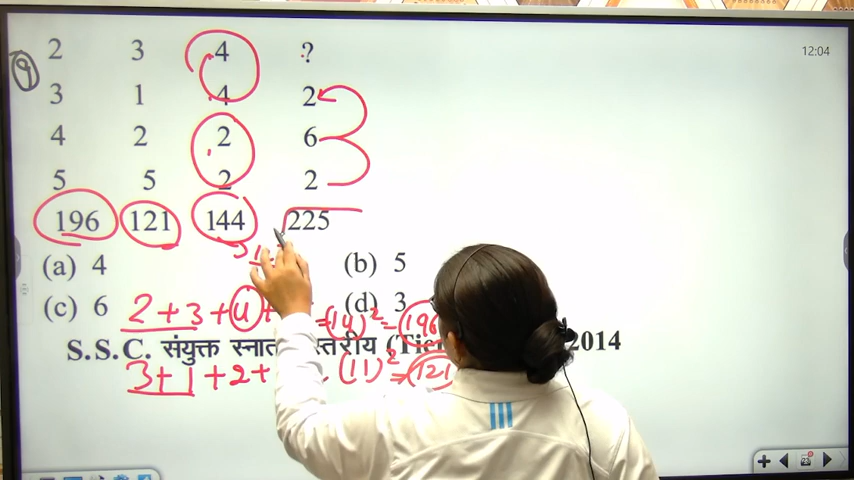 12:04
9 2 3 4 ?
3 1 4 2
4 2 2 6
5 5 2 2
196 121 144 225
(a) 4 (b) 5
(c) 6 (d) 3
2 + 3 + 4 + = (14)² = 196
S.S.C. संयुक्त 2014
3 + 1 + 2 + (11)² = 121